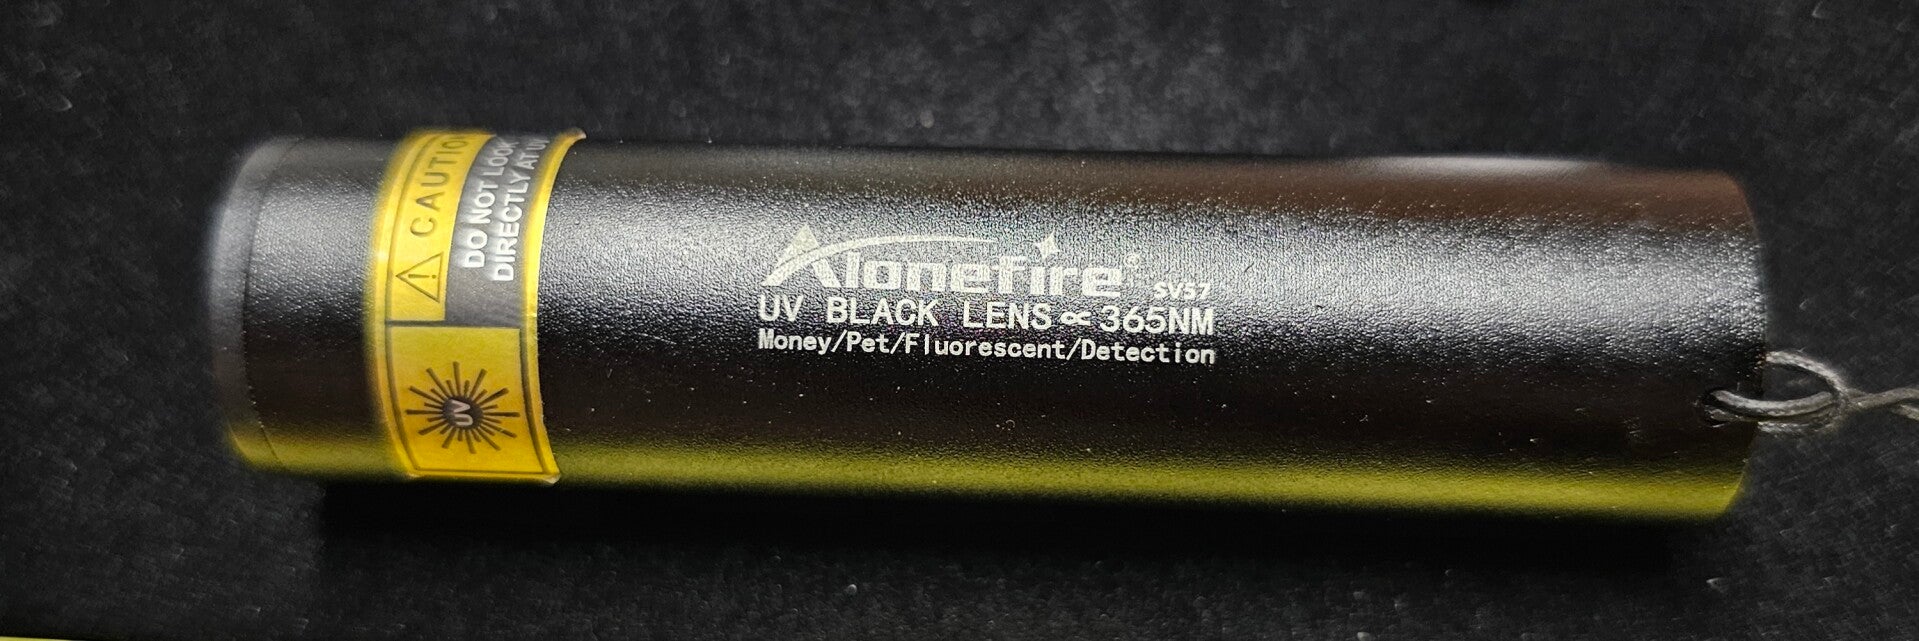 CAUTION
DO NOT LOOK
DIRECTLY AT
UV
Alonefire® SV57
UV BLACK LENS ∝ 365NM
Money/Pet/Fluorescent/Detection